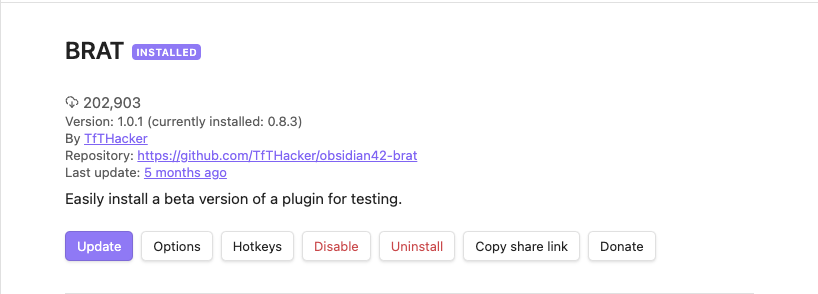 BRAT INSTALLED
202,903
Version: 1.0.1 (currently installed: 0.8.3)
By TfTHacker
Repository: https://github.com/TfTHacker/obsidian42-brat
Last update: 5 months ago
Easily install a beta version of a plugin for testing.
Update Options Hotkeys Disable Uninstall Copy share link Donate